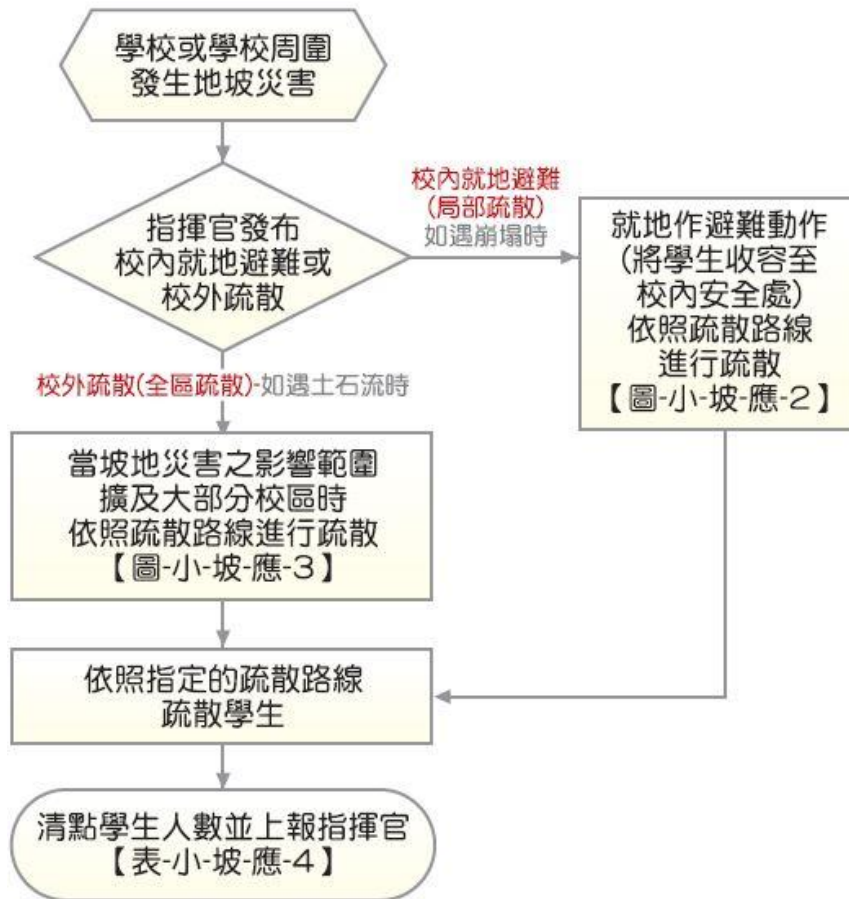 學校或學校周圍
發生地坡災害
指揮官發布
校內就地避難或
校外疏散
校內就地避難
(局部疏散)
如遇崩塌時
就地作避難動作
(將學生收容至
校內安全處)
依照疏散路線
進行疏散
【圖-小-坡-應-2】
校外疏散(全區疏散)-如遇土石流時
當坡地災害之影響範圍
擴及大部分校區時
依照疏散路線進行疏散
【圖-小-坡-應-3】
依照指定的疏散路線
疏散學生
清點學生人數並上報指揮官
【表-小-坡-應-4】